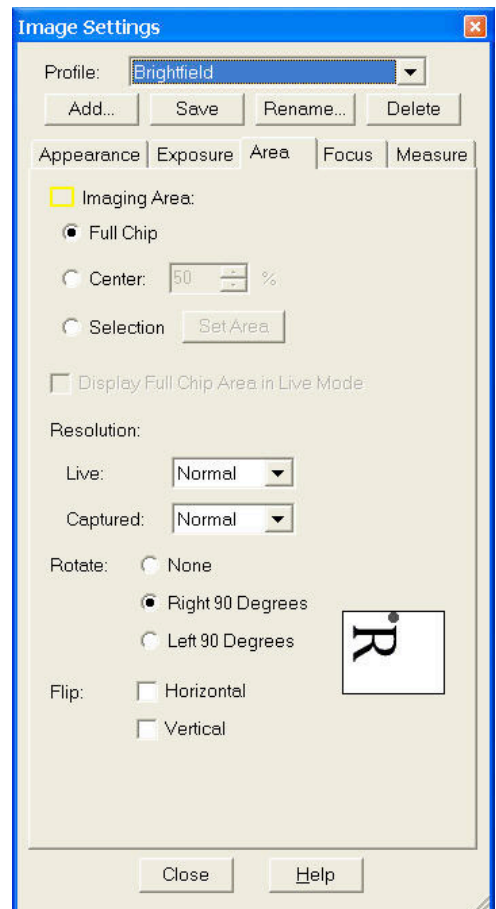 Image Settings
Profile: Brightfield
Add... Save Rename... Delete
Appearance Exposure Area Focus Measure
Imaging Area:
Full Chip
Center: 50 %
Selection Set Area
Display Full Chip Area in Live Mode
Resolution:
Live: Normal
Captured: Normal
Rotate: None
Right 90 Degrees
Left 90 Degrees
R
Flip: Horizontal
Vertical
Close Help